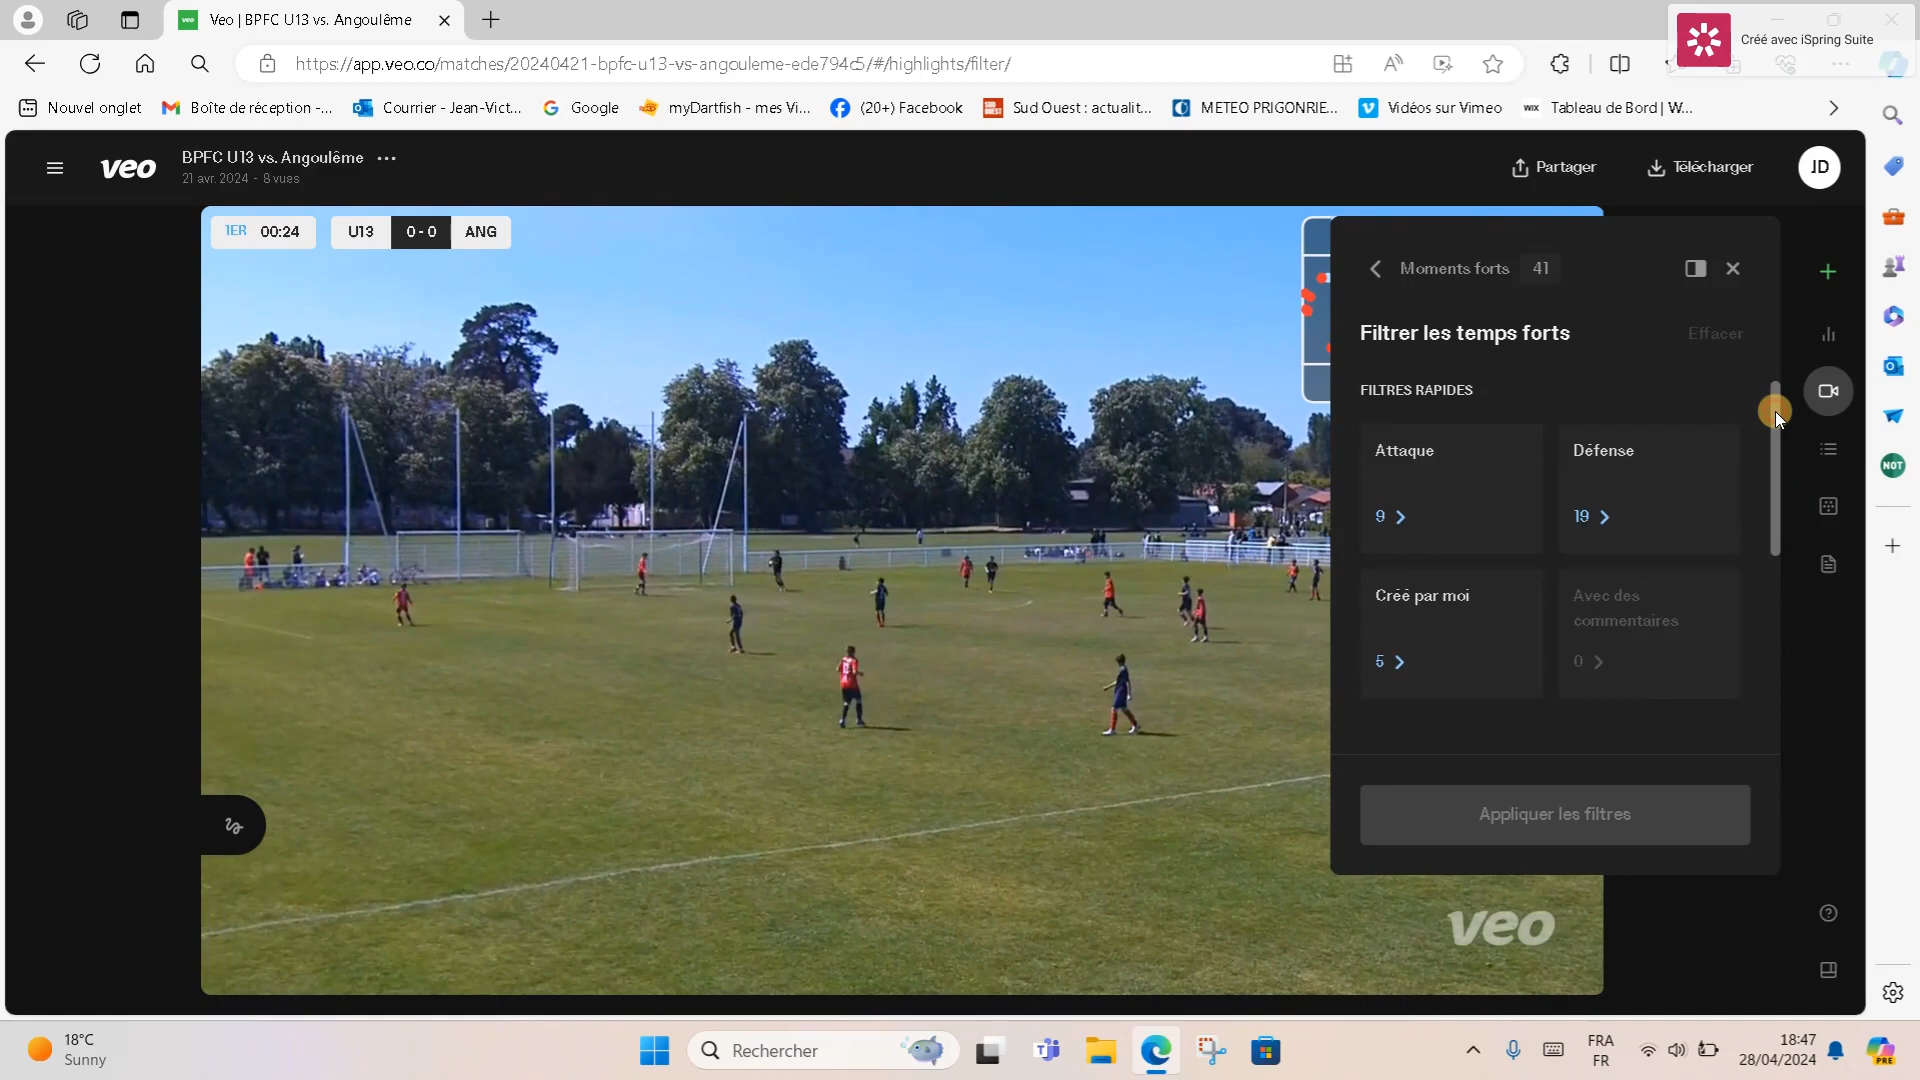 Veo | BPFC U13 vs. Angoulême
Créé avec iSpring Suite
https://app.veo.co/matches/20240421-bpfc-u13-vs-angouleme-ede794c5/#/highlights/filter/
Nouvel onglet
Boîte de réception -...
Courrier - Jean-Vict...
Google
myDartfish - mes Vi...
(20+) Facebook
Sud Ouest : actualit...
METEO PRIGONRIE...
Vidéos sur Vimeo
WIX Tableau de Bord | W...
veo
BPFC U13 vs. Angoulême
21 avr. 2024 - 8 vues
Partager
Télécharger
JD
1ER 00:24
U13 0 - 0 ANG
Moments forts 41
Filtrer les temps forts
Effacer
FILTRES RAPIDES
Attaque
9
Défense
19
Créé par moi
5
Avec des
commentaires
0
Appliquer les filtres
veo
NOT
18°C
Sunny
Rechercher
FRA
FR
18:47
28/04/2024
PRE